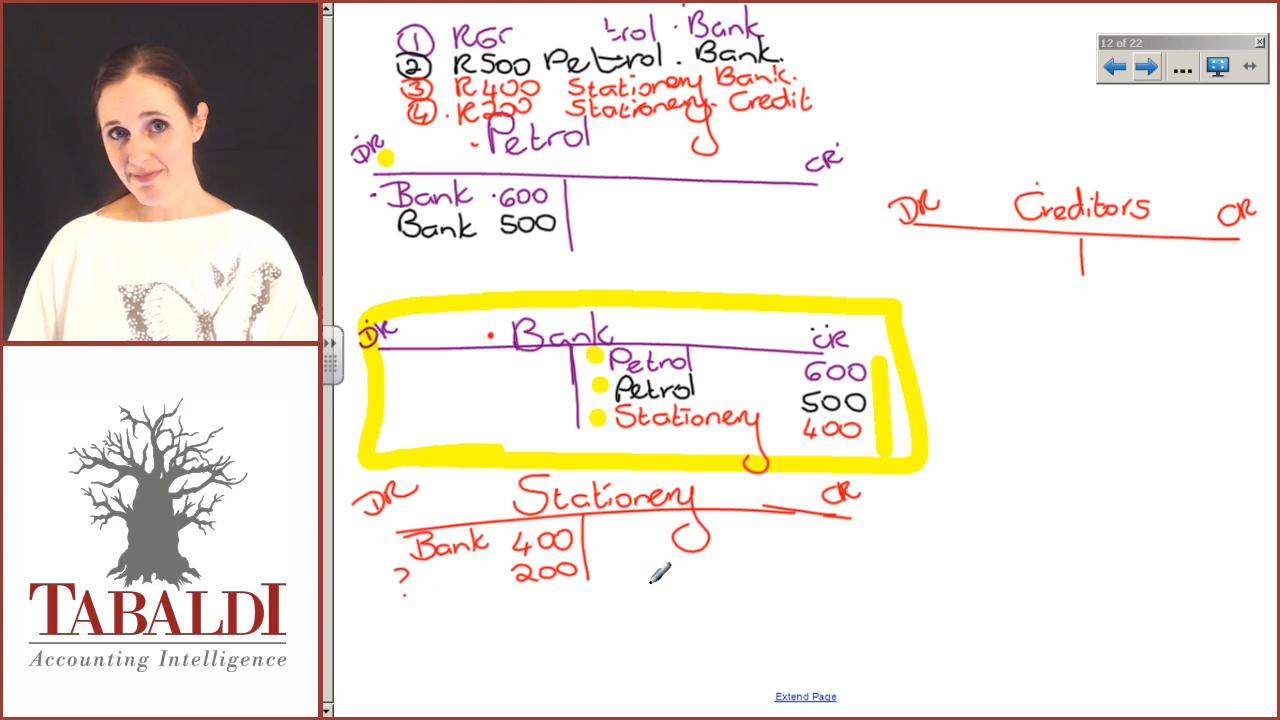 ① R6 trol . Bank
② R500 Petrol . Bank.
③ R400 Stationery Bank.
④ . R200 Stationery. Credit
DR Petrol CR
Bank 600
Bank 500
DR Creditors CR
DR Bank CR
Petrol 600
Petrol 500
Stationery 400
DR Stationery CR
Bank 400
? 200
Extend Page
12 of 22
...
TABALDI
Accounting Intelligence